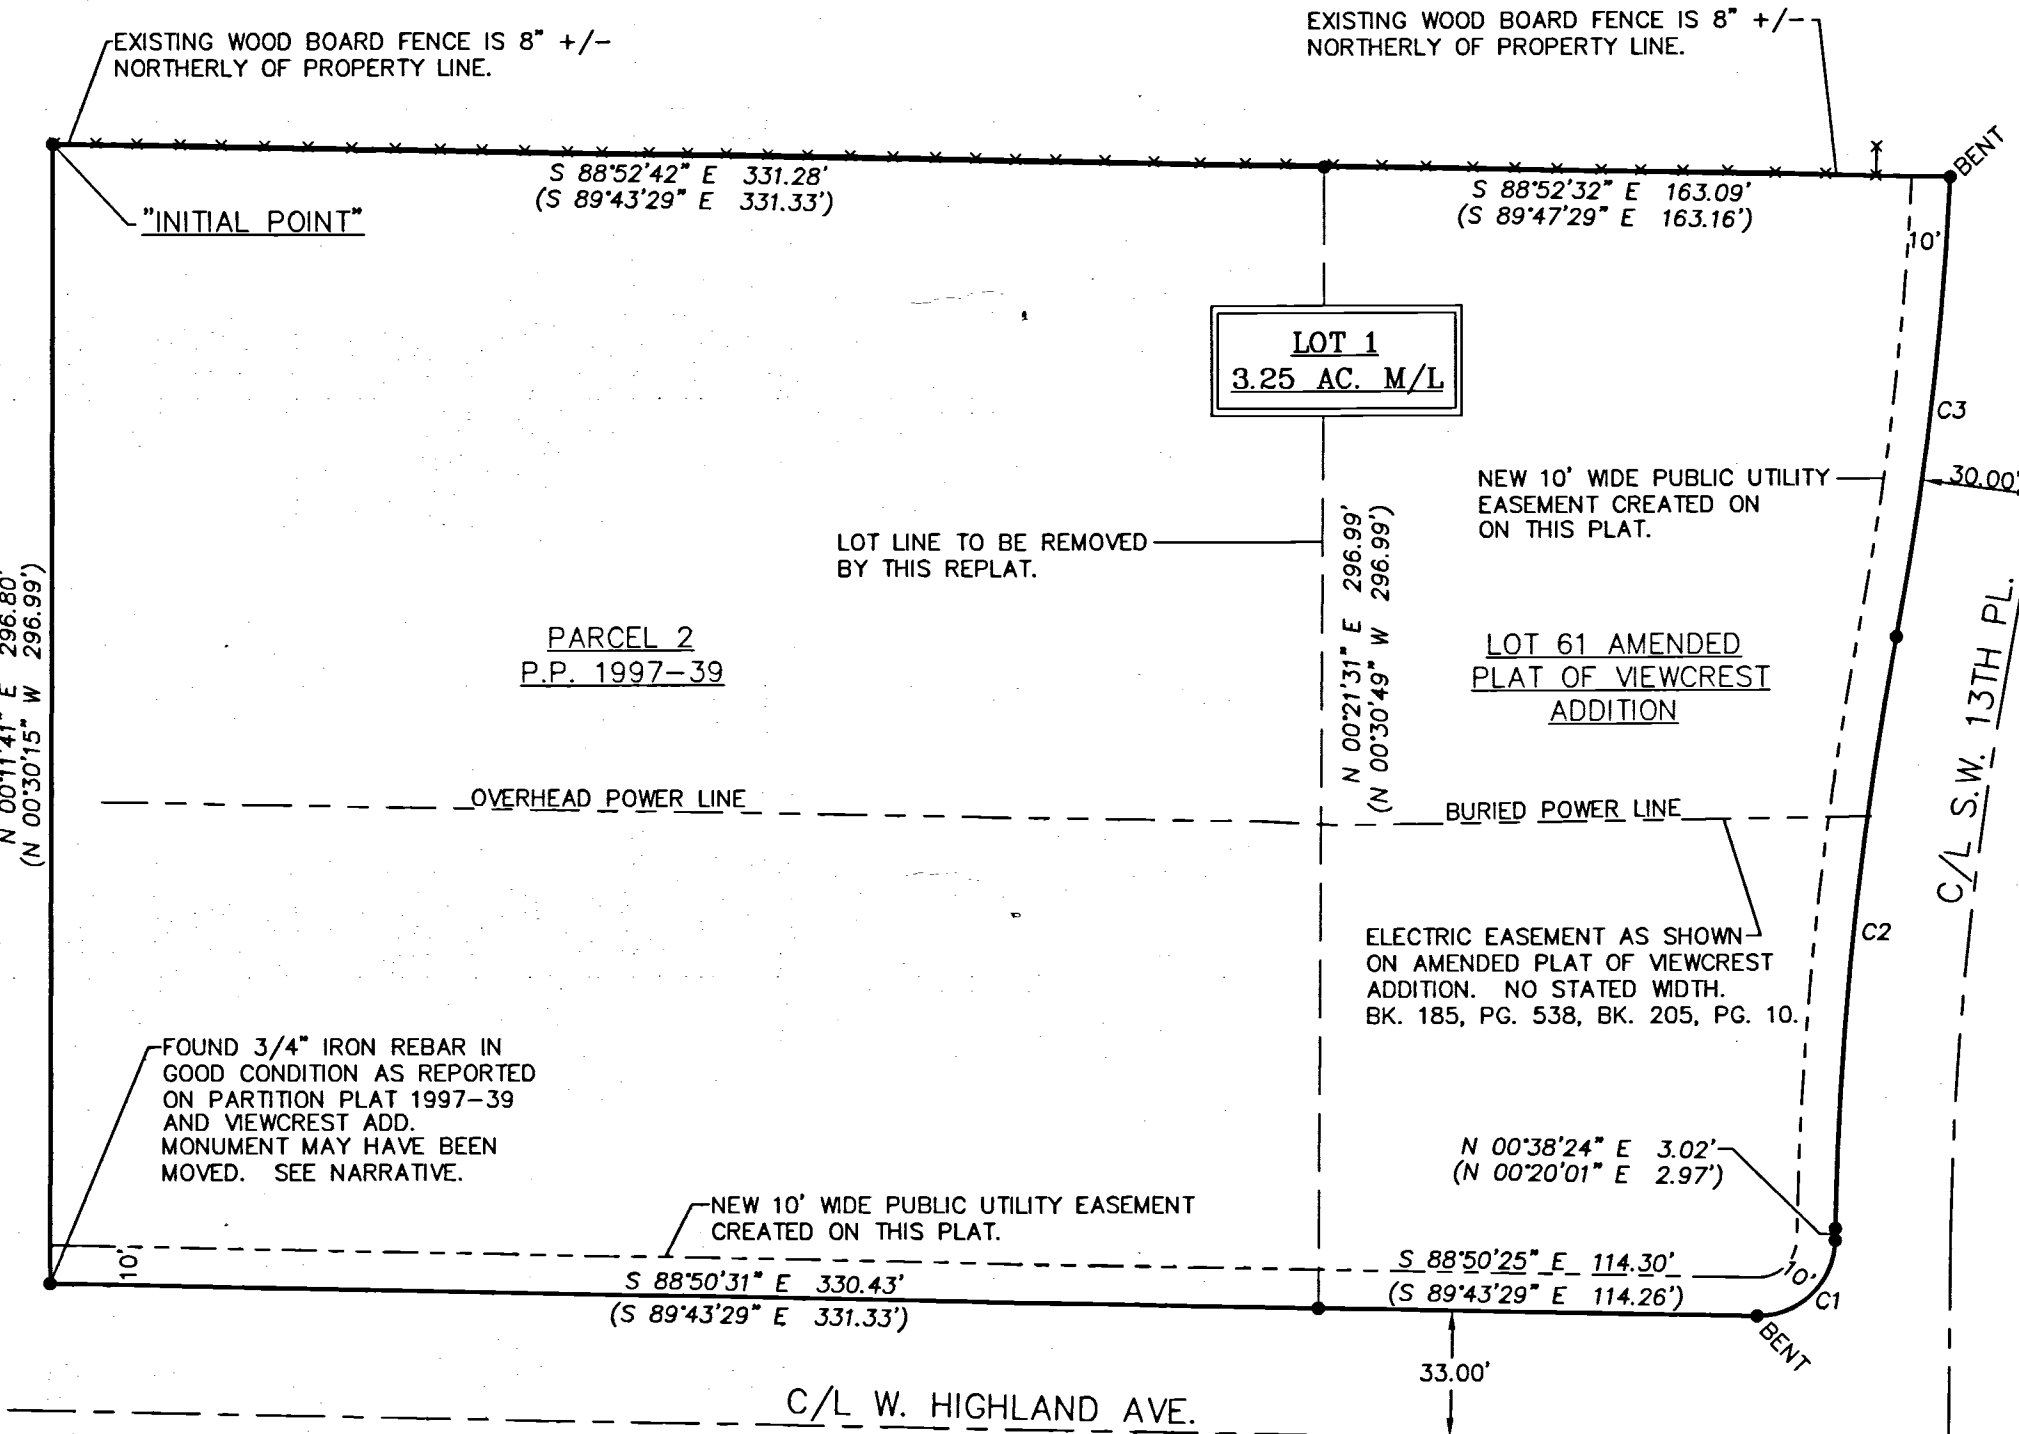 EXISTING WOOD BOARD FENCE IS 8" +/-
NORTHERLY OF PROPERTY LINE.
EXISTING WOOD BOARD FENCE IS 8" +/-
NORTHERLY OF PROPERTY LINE.
BENT
S 88°52'42" E 331.28'
(S 89°43'29" E 331.33')
S 88°52'32" E 163.09'
(S 89°47'29" E 163.16')
"INITIAL POINT"
10'
LOT 1
3.25 AC. M/L
C3
NEW 10' WIDE PUBLIC UTILITY
EASEMENT CREATED ON
ON THIS PLAT.
30.00'
LOT LINE TO BE REMOVED
BY THIS REPLAT.
N 00°11'41" E 296.80'
(N 00°30'15" W 296.99')
N 00°21'31" E 296.99'
(N 00°30'49" W 296.99')
PARCEL 2
P.P. 1997-39
LOT 61 AMENDED
PLAT OF VIEWCREST
ADDITION
C/L S.W. 13TH PL.
OVERHEAD POWER LINE
BURIED POWER LINE
C2
ELECTRIC EASEMENT AS SHOWN
ON AMENDED PLAT OF VIEWCREST
ADDITION. NO STATED WIDTH.
BK. 185, PG. 538, BK. 205, PG. 10.
FOUND 3/4" IRON REBAR IN
GOOD CONDITION AS REPORTED
ON PARTITION PLAT 1997-39
AND VIEWCREST ADD.
MONUMENT MAY HAVE BEEN
MOVED. SEE NARRATIVE.
N 00°38'24" E 3.02'
(N 00°20'01" E 2.97')
NEW 10' WIDE PUBLIC UTILITY EASEMENT
CREATED ON THIS PLAT.
10'
S 88°50'31" E 330.43'
(S 89°43'29" E 331.33')
S 88°50'25" E 114.30'
(S 89°43'29" E 114.26')
10'
C1
BENT
33.00'
C/L W. HIGHLAND AVE.